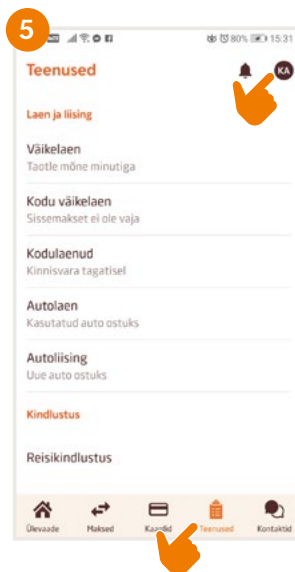 5
80% 15:31
Teenused
KA
Laen ja liising
Väikelaen
Taotle mõne minutiga
Kodu väikelaen
Sissemakset ei ole vaja
Kodulaenud
Kinnisvara tagatisel
Autolaen
Kasutatud auto ostuks
Autoliising
Uue auto ostuks
Kindlustus
Reisikindlustus
Ülevaade Maksed Kaardid Teenused Kontaktid